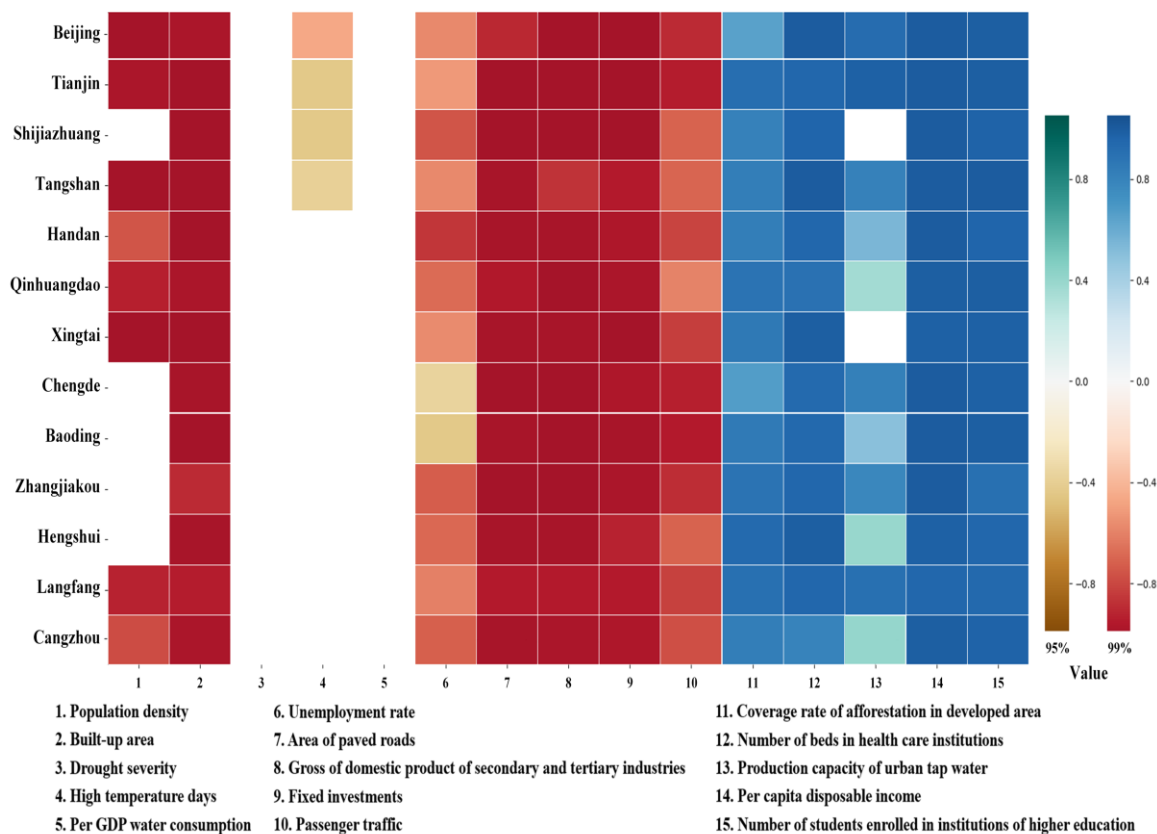 Beijing
Tianjin
Shijiazhuang
Tangshan
Handan
Qinhuangdao
Xingtai
Chengde
Baoding
Zhangjiakou
Hengshui
Langfang
Cangzhou
1 2 3 4 5 6 7 8 9 10 11 12 13 14 15
0.8 0.8
0.4 0.4
0.0 0.0
−0.4 −0.4
−0.8 −0.8
95% 99%
Value
1. Population density
2. Built-up area
3. Drought severity
4. High temperature days
5. Per GDP water consumption
6. Unemployment rate
7. Area of paved roads
8. Gross of domestic product of secondary and tertiary industries
9. Fixed investments
10. Passenger traffic
11. Coverage rate of afforestation in developed area
12. Number of beds in health care institutions
13. Production capacity of urban tap water
14. Per capita disposable income
15. Number of students enrolled in institutions of higher education